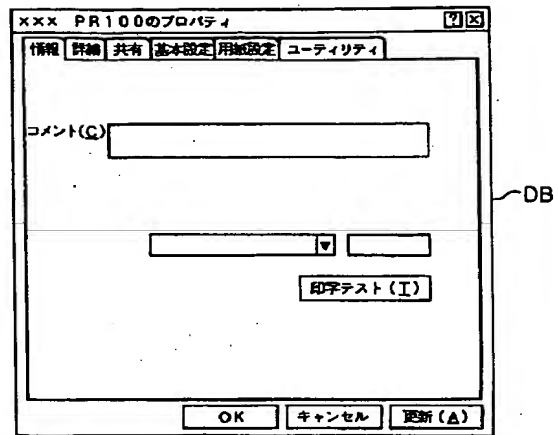 ××× PR100のプロパティ ? ×
情報 詳細 共有 基本設定 用紙設定 ユーティリティ
コメント(C)
DB
印字テスト(T)
OK キャンセル 更新(A)